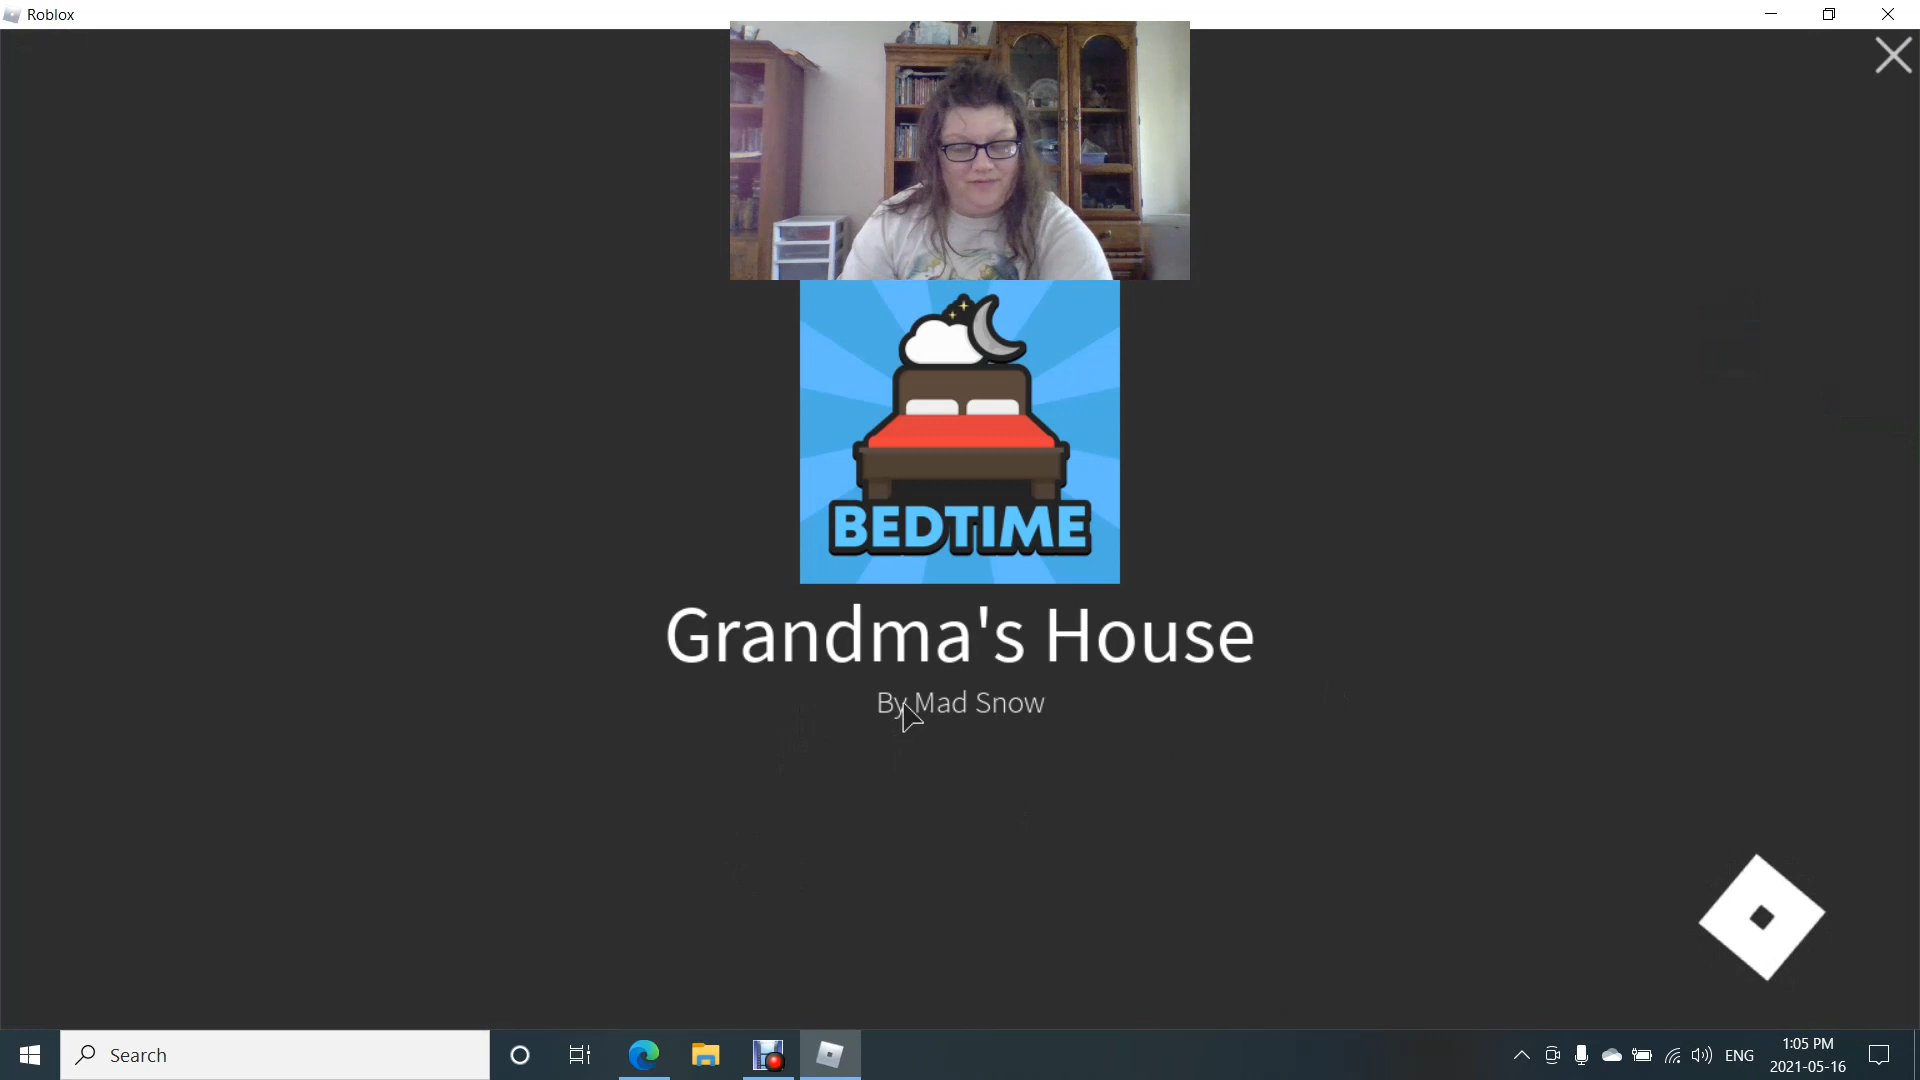 Roblox
BEDTIME
Grandma's House
By Mad Snow
Search
ENG
1:05 PM
2021-05-16